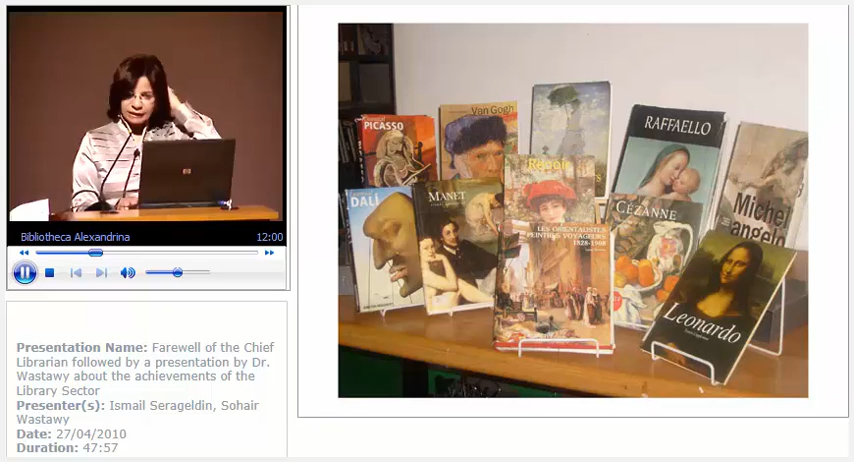 Bibliotheca Alexandrina 12:00
Presentation Name: Farewell of the Chief
Librarian followed by a presentation by Dr.
Wastawy about the achievements of the
Library Sector
Presenter(s): Ismail Serageldin, Sohair
Wastawy
Date: 27/04/2010
Duration: 47:57
hp
PICASSO
Van Gogh
RAFFAELLO
Renoir
DALÍ
MANET
CÉZANNE
Michel
angelo
LES ORIENTALISTES
PEINTRES VOYAGEURS
1828-1908
Leonardo